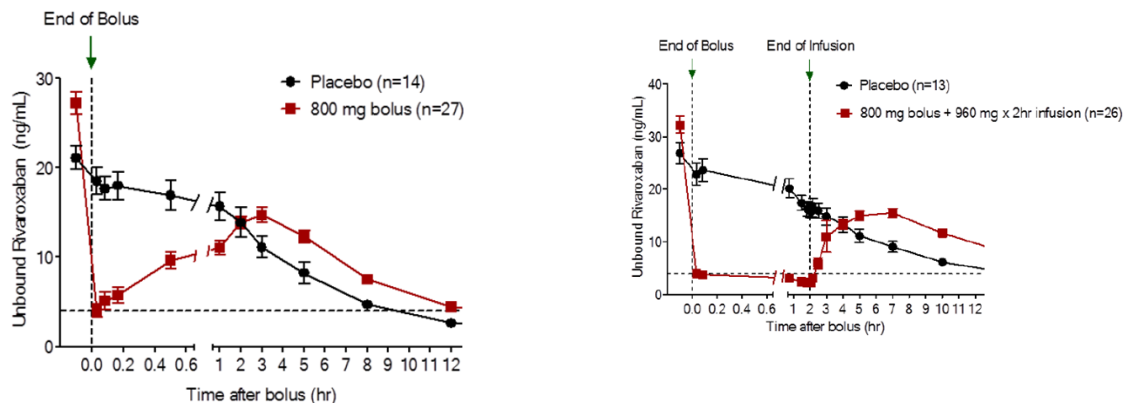 End of Bolus
Placebo (n=14)
800 mg bolus (n=27)
Unbound Rivaroxaban (ng/mL)
30
20
10
0
0.0 0.2 0.4 0.6 1 2 3 4 5 6 7 8 9 10 12
Time after bolus (hr)
End of Bolus End of Infusion
Placebo (n=13)
800 mg bolus + 960 mg x 2hr infusion (n=26)
Unbound Rivaroxaban (ng/mL)
40
30
20
10
0
0.0 0.2 0.4 0.6 1 2 3 4 5 6 7 8 9 10 11 12
Time after bolus (hr)